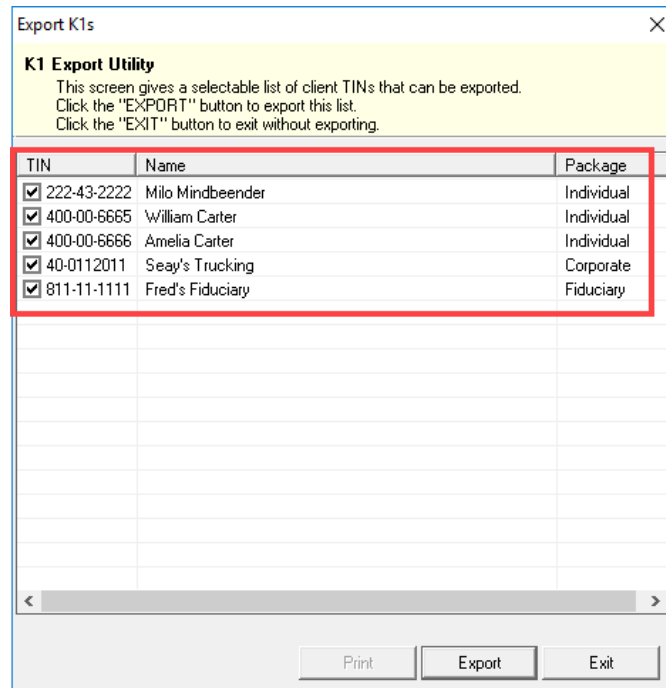 Export K1s
K1 Export Utility
This screen gives a selectable list of client TINs that can be exported.
Click the "EXPORT" button to export this list.
Click the "EXIT" button to exit without exporting.
TIN Name Package
222-43-2222 Milo Mindbeender Individual
400-00-6665 William Carter Individual
400-00-6666 Amelia Carter Individual
40-0112011 Seay's Trucking Corporate
811-11-1111 Fred's Fiduciary Fiduciary
Print Export Exit